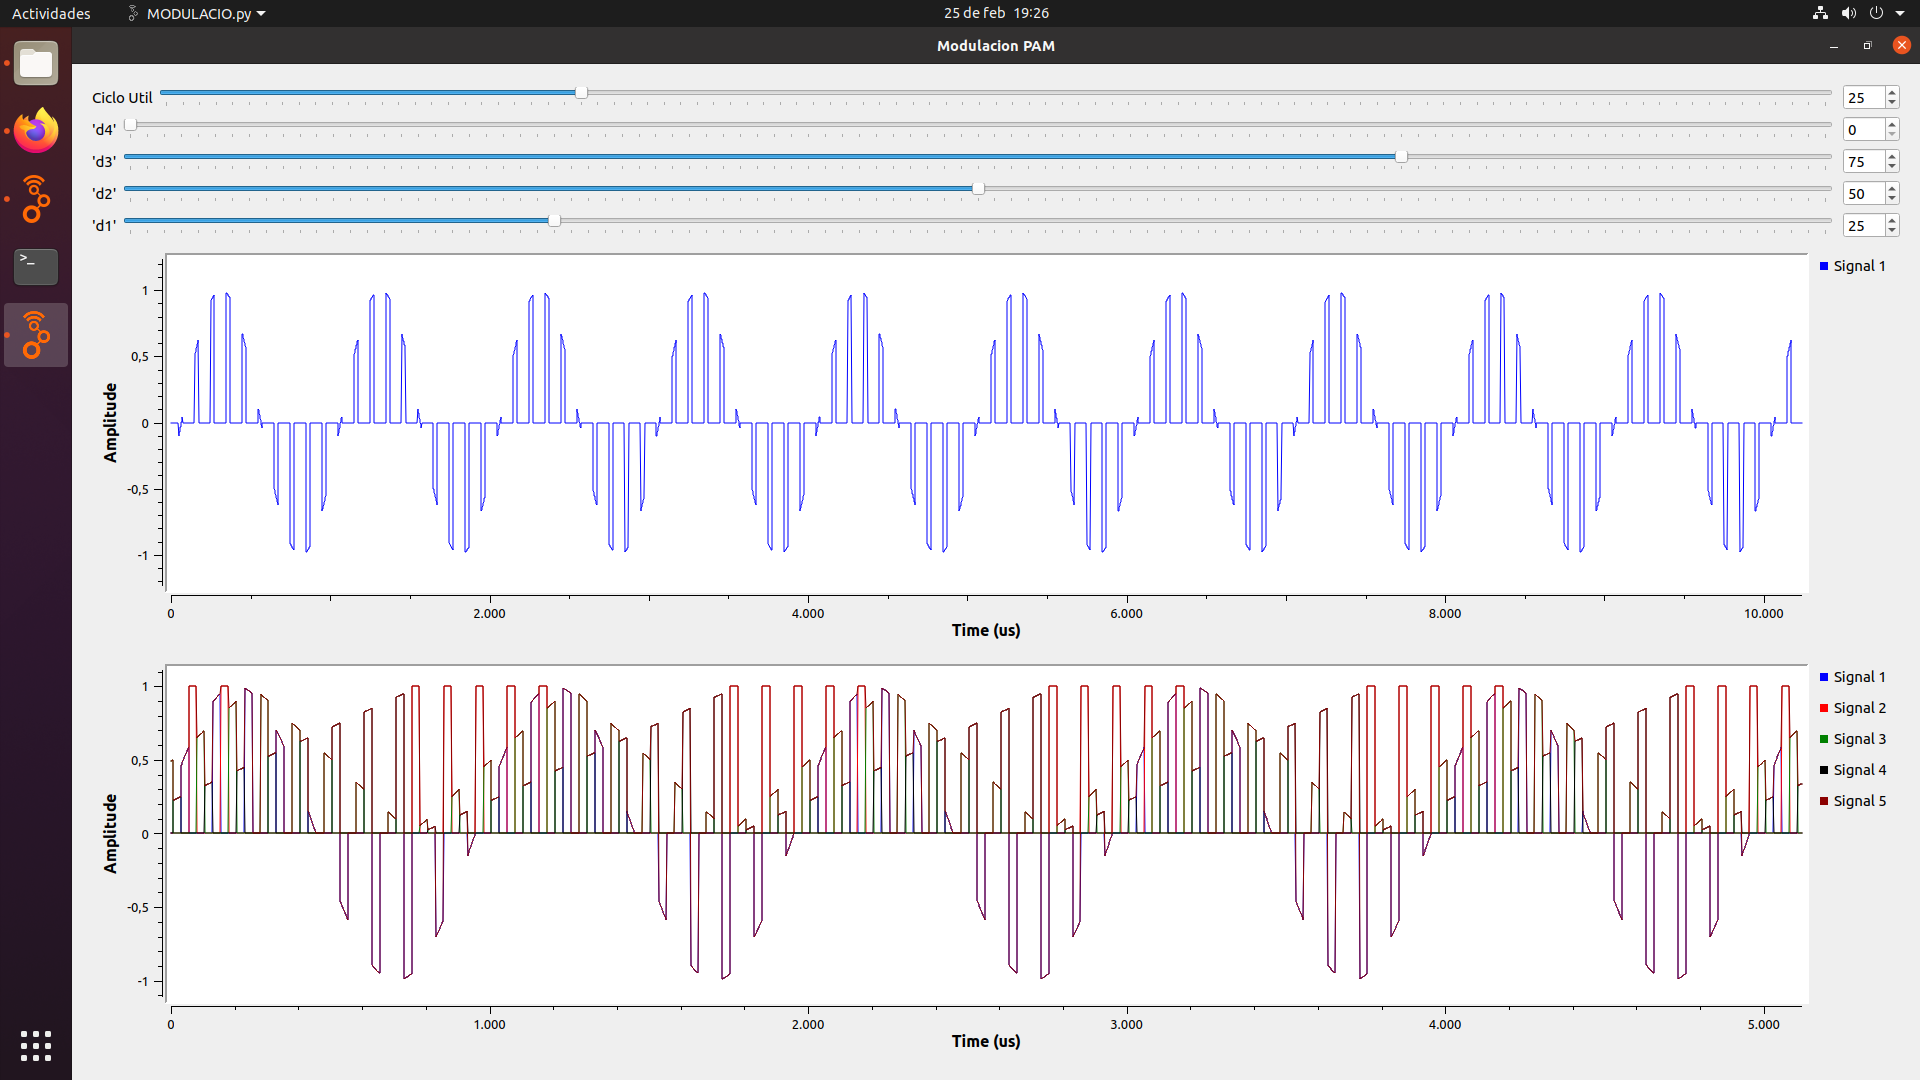 Actividades MODULACIO.py 25 de feb 19:26
Modulacion PAM
Ciclo Util 25
'd4' 0
'd3' 75
'd2' 50
'd1' 25
Signal 1
1
0,5
0
-0,5
-1
Amplitude
0 2.000 4.000 6.000 8.000 10.000
Time (us)
Signal 1
Signal 2
Signal 3
Signal 4
Signal 5
1
0,5
0
-0,5
-1
Amplitude
0 1.000 2.000 3.000 4.000 5.000
Time (us)